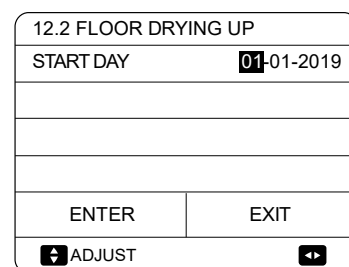 12.2 FLOOR DRYING UP
START DAY 01-01-2019
ENTER EXIT
ADJUST